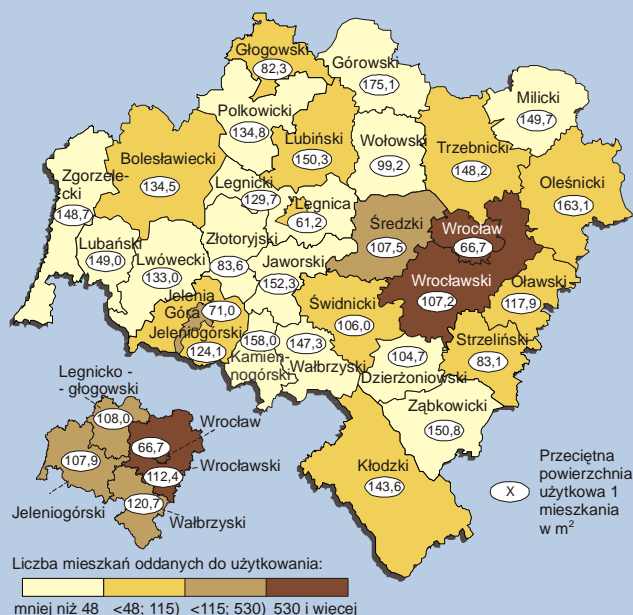 Głogowski
82,3
Górowski
175,1
Milicki
149,7
Polkowicki
134,8
Lubiński
150,3
Wołowski
99,2
Trzebnicki
148,2
Bolesławiecki
134,5
Zgorzele-
cki
148,7
Legnicki
129,7
Legnica
61,2
Oleśnicki
163,1
Średzki
107,5
Wrocław
66,7
Lubański
149,0
Lwówecki
133,0
Złotoryjski
83,6
Jaworski
152,3
Wrocławski
107,2
Oławski
117,9
Jelenia
Góra
71,0
Jeleniogórski
124,1
Świdnicki
106,0
Strzeliński
83,1
158,0
Kamien-
nogórski
147,3
Wałbrzyski
104,7
Dzierżoniowski
Ząbkowicki
150,8
Kłodzki
143,6
Legnicko -
- głogowski
108,0
Wrocław
66,7
Wrocławski
107,9
112,4
Jeleniogórski
120,7
Wałbrzyski
X
Przeciętna
powierzchnia
użytkowa 1
mieszkania
w m²
Liczba mieszkań oddanych do użytkowania:
mniej niż 48 <48; 115) <115; 530) 530 i więcej